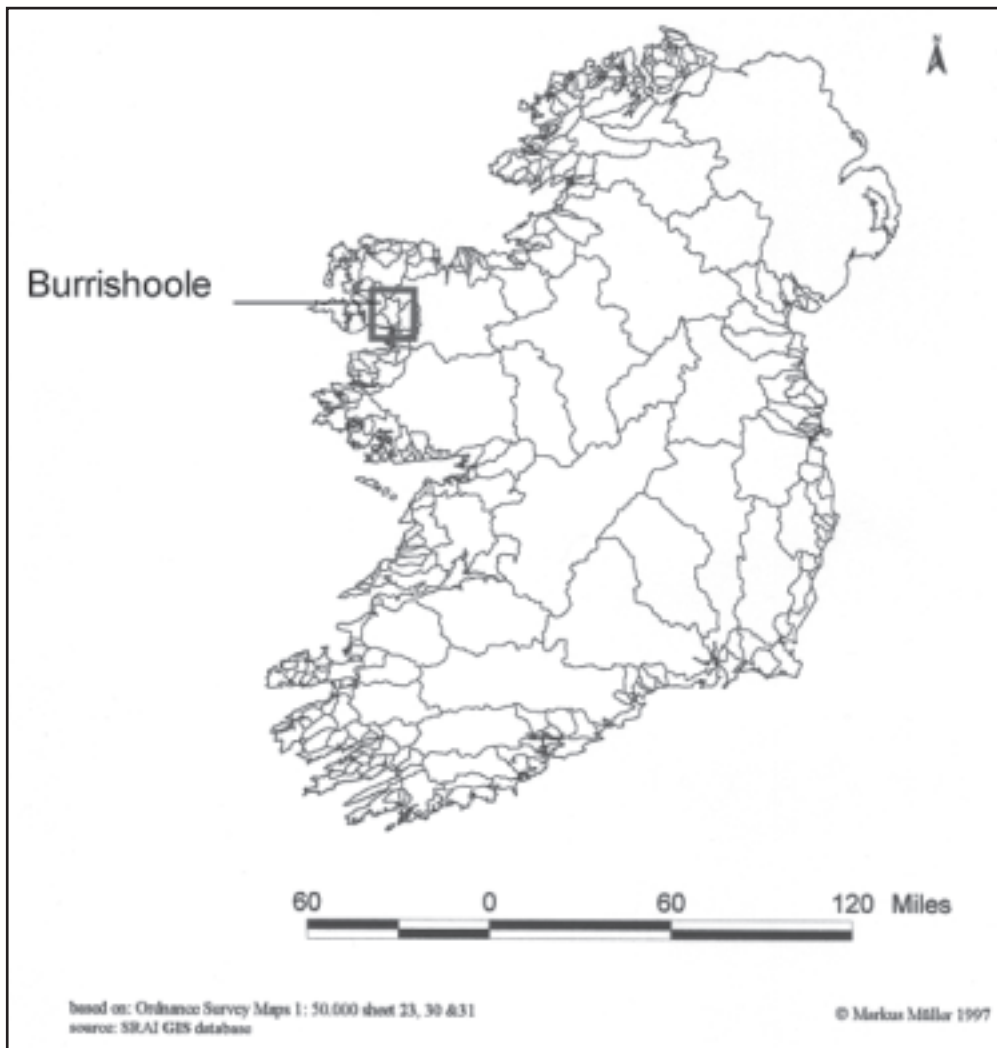 N
Burrishoole
60 0 60 120 Miles
based on: Ordnance Survey Maps 1: 50.000 sheet 23, 30 &31
source: SRAI GIS database
© Markus Müller 1997